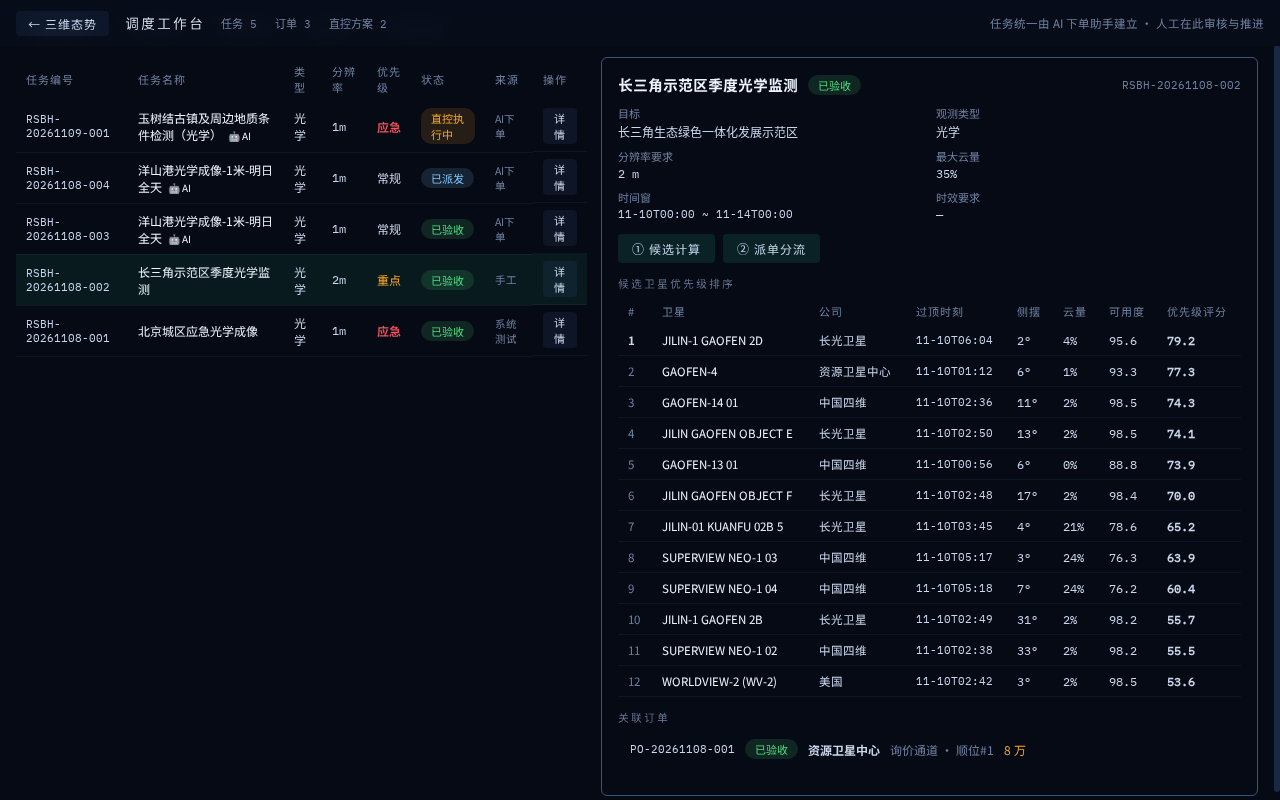 ← 三维态势 调度工作台 任务 5 订单 3 直控方案 2 任务统一由 AI 下单助手建立 · 人工在此审核与推进
任务编号 任务名称 类型 分辨率 优先级 状态 来源 操作
RSBH-20261109-001 玉树结古镇及周边地质条件检测（光学） 🤖AI 光学 1m 应急 直控执行中 AI下单 详情
RSBH-20261108-004 洋山港光学成像-1米-明日全天 🤖AI 光学 1m 常规 已派发 AI下单 详情
RSBH-20261108-003 洋山港光学成像-1米-明日全天 🤖AI 光学 1m 常规 已验收 AI下单 详情
RSBH-20261108-002 长三角示范区季度光学监测 光学 2m 重点 已验收 手工 详情
RSBH-20261108-001 北京城区应急光学成像 光学 1m 应急 已验收 系统测试 详情
长三角示范区季度光学监测 已验收 RSBH-20261108-002
目标 观测类型
长三角生态绿色一体化发展示范区 光学
分辨率要求 最大云量
2 m 35%
时间窗 时效要求
11-10T00:00 ~ 11-14T00:00 —
① 候选计算 ② 派单分流
候选卫星优先级排序
# 卫星 公司 过顶时刻 侧摆 云量 可用度 优先级评分
1 JILIN-1 GAOFEN 2D 长光卫星 11-10T06:04 2° 4% 95.6 79.2
2 GAOFEN-4 资源卫星中心 11-10T01:12 6° 1% 93.3 77.3
3 GAOFEN-14 01 中国四维 11-10T02:36 11° 2% 98.5 74.3
4 JILIN GAOFEN OBJECT E 长光卫星 11-10T02:50 13° 2% 98.5 74.1
5 GAOFEN-13 01 中国四维 11-10T00:56 6° 0% 88.8 73.9
6 JILIN GAOFEN OBJECT F 长光卫星 11-10T02:48 17° 2% 98.4 70.0
7 JILIN-01 KUANFU 02B 5 长光卫星 11-10T03:45 4° 21% 78.6 65.2
8 SUPERVIEW NEO-1 03 中国四维 11-10T05:17 3° 24% 76.3 63.9
9 SUPERVIEW NEO-1 04 中国四维 11-10T05:18 7° 24% 76.2 60.4
10 JILIN-1 GAOFEN 2B 长光卫星 11-10T02:49 31° 2% 98.2 55.7
11 SUPERVIEW NEO-1 02 中国四维 11-10T02:38 33° 2% 98.2 55.5
12 WORLDVIEW-2 (WV-2) 美国 11-10T02:42 3° 2% 98.5 53.6
关联订单
PO-20261108-001 已验收 资源卫星中心 询价通道 · 顺位#1 8 万